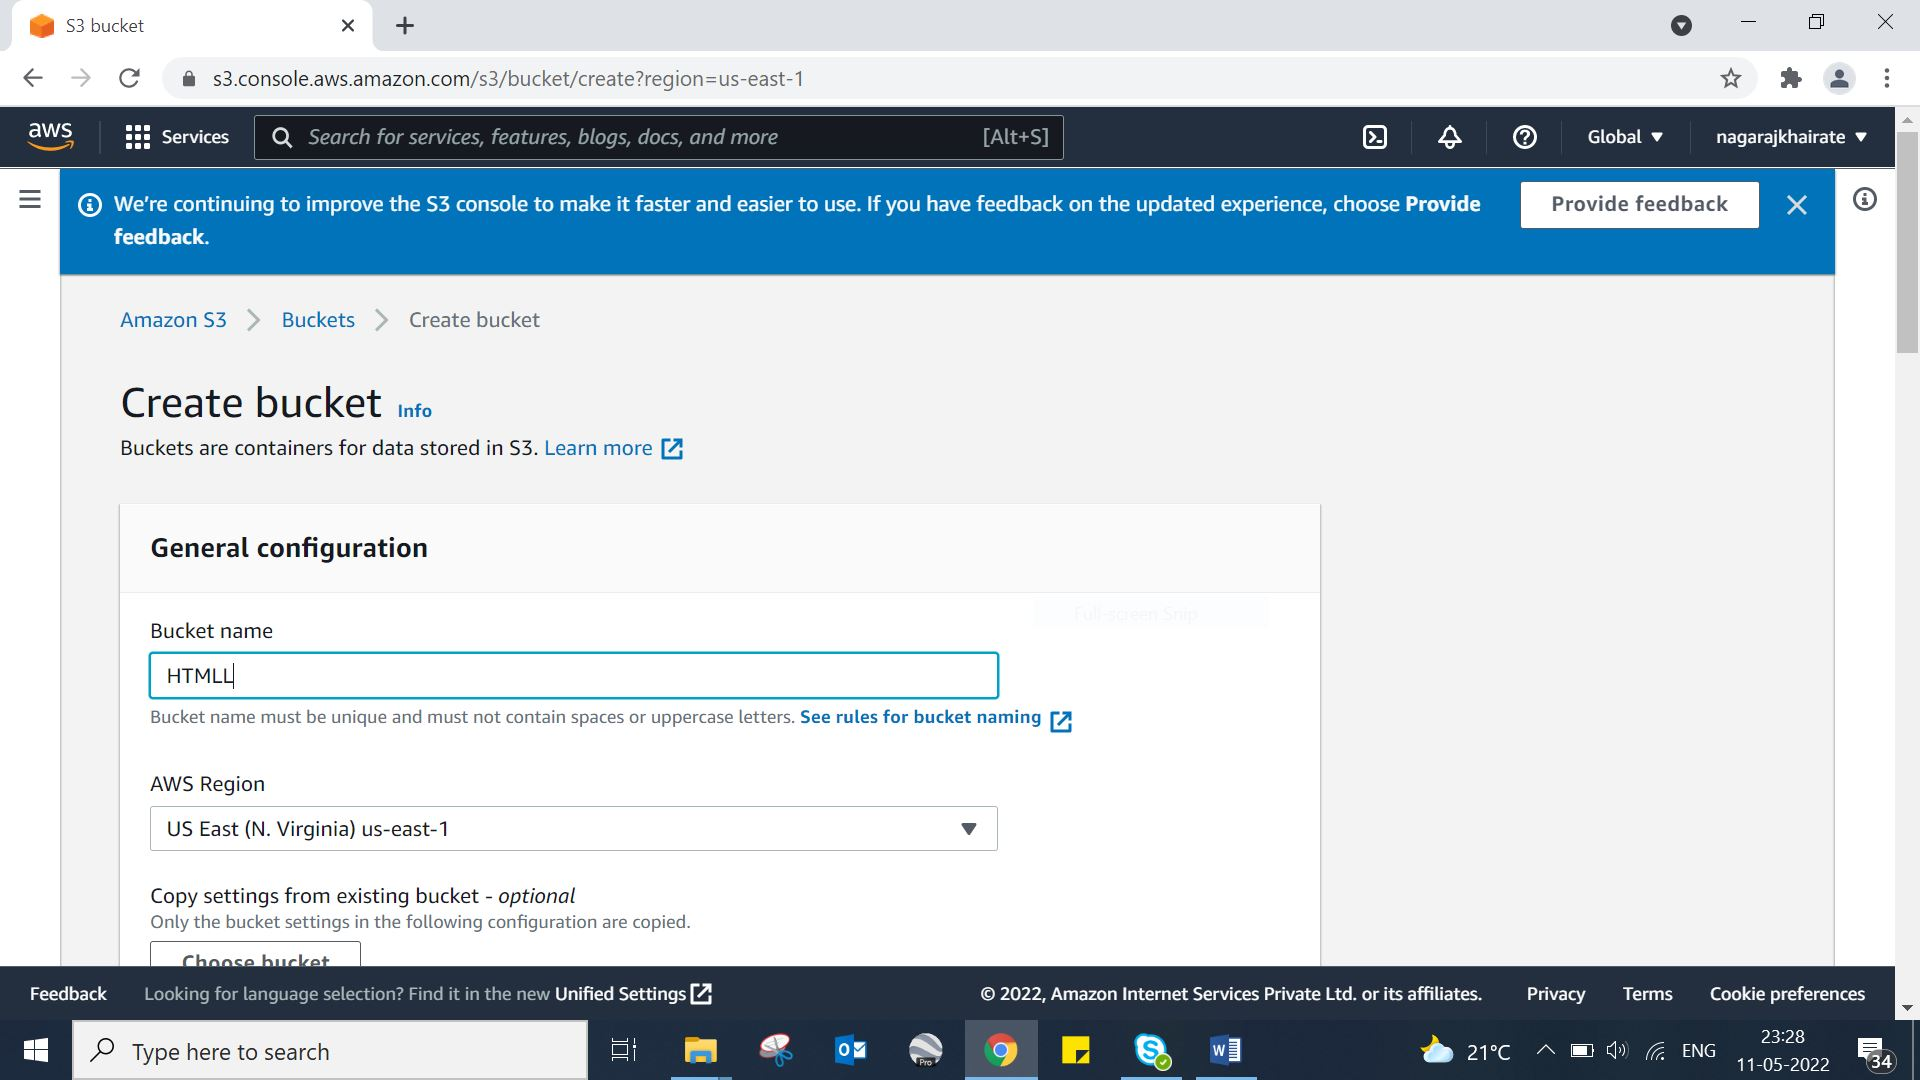 S3 bucket
s3.console.aws.amazon.com/s3/bucket/create?region=us-east-1
aws
Services
Search for services, features, blogs, docs, and more
[Alt+S]
Global
nagarajkhairate
We're continuing to improve the S3 console to make it faster and easier to use. If you have feedback on the updated experience, choose Provide
feedback.
Provide feedback
Amazon S3
Buckets
Create bucket
Create bucket
Info
Buckets are containers for data stored in S3. Learn more
General configuration
Full-screen Snip
Bucket name
HTMLL
Bucket name must be unique and must not contain spaces or uppercase letters. See rules for bucket naming
AWS Region
US East (N. Virginia) us-east-1
Copy settings from existing bucket - optional
Only the bucket settings in the following configuration are copied.
Choose bucket
Feedback
Looking for language selection? Find it in the new Unified Settings
© 2022, Amazon Internet Services Private Ltd. or its affiliates.
Privacy
Terms
Cookie preferences
Type here to search
Pro
21°C
ENG
23:28
11-05-2022
34